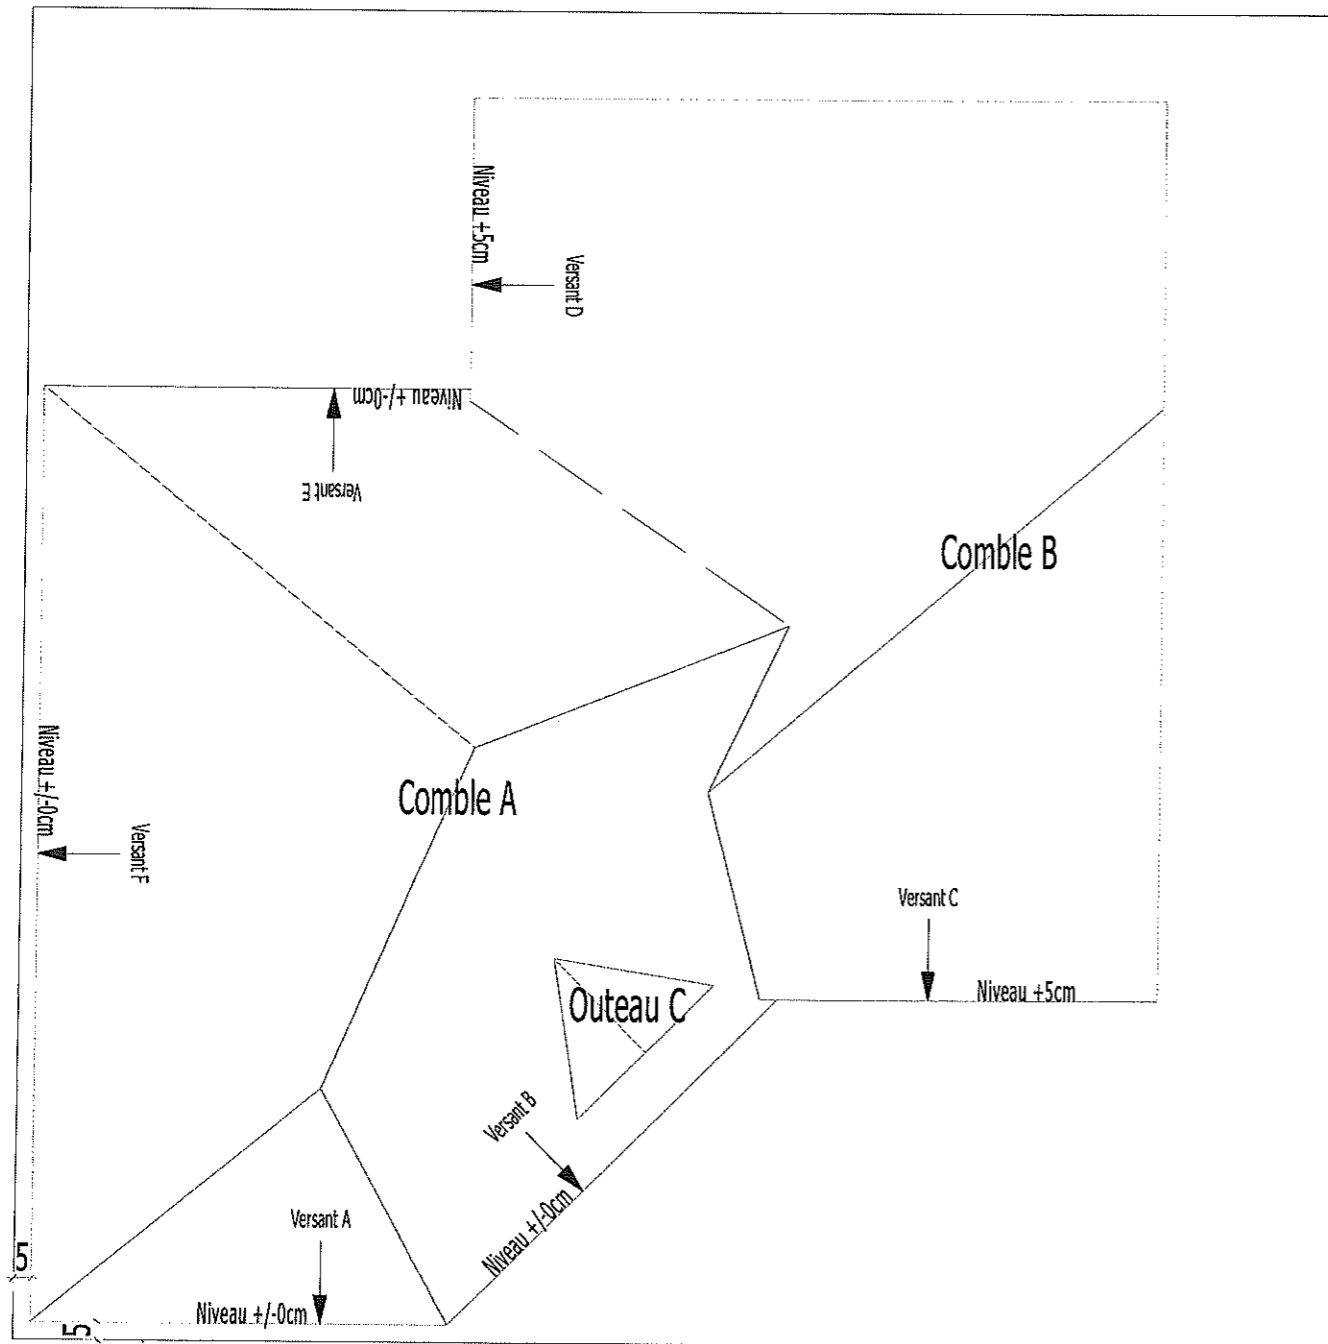 Niveau +5cm
Versant D
Niveau +/-0cm
Versant E
Comble B
Niveau +/-0cm
Comble A
Versant F
Versant C
Niveau +5cm
Outeau C
Versant B
Niveau +/-0cm
Versant A
Niveau +/-0cm
5
5